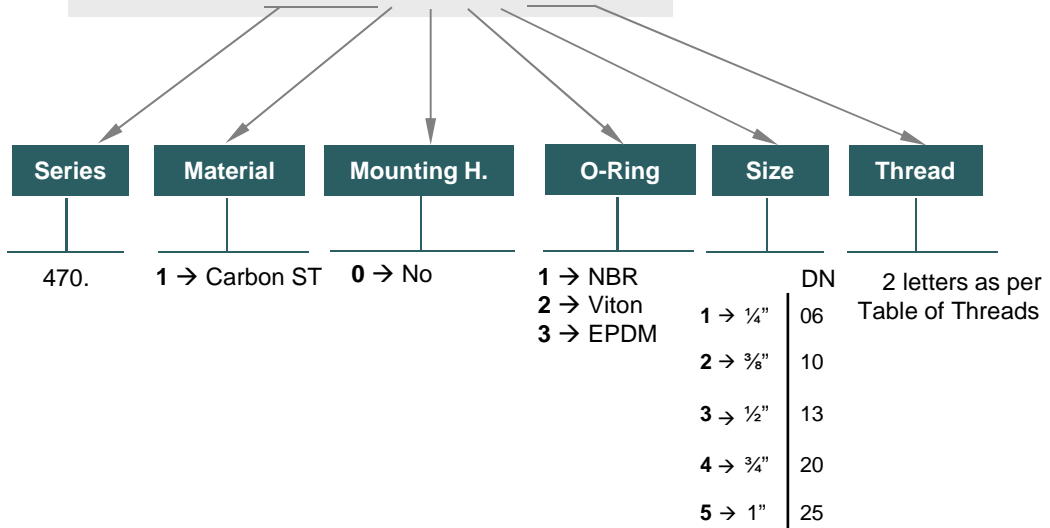 Series Material Mounting H. O-Ring Size Thread
470. 1 → Carbon ST 0 → No 1 → NBR DN 2 letters as per
2 → Viton Table of Threads
3 → EPDM
1 → ¼” 06
2 → ⅜” 10
3 → ½” 13
4 → ¾” 20
5 → 1” 25